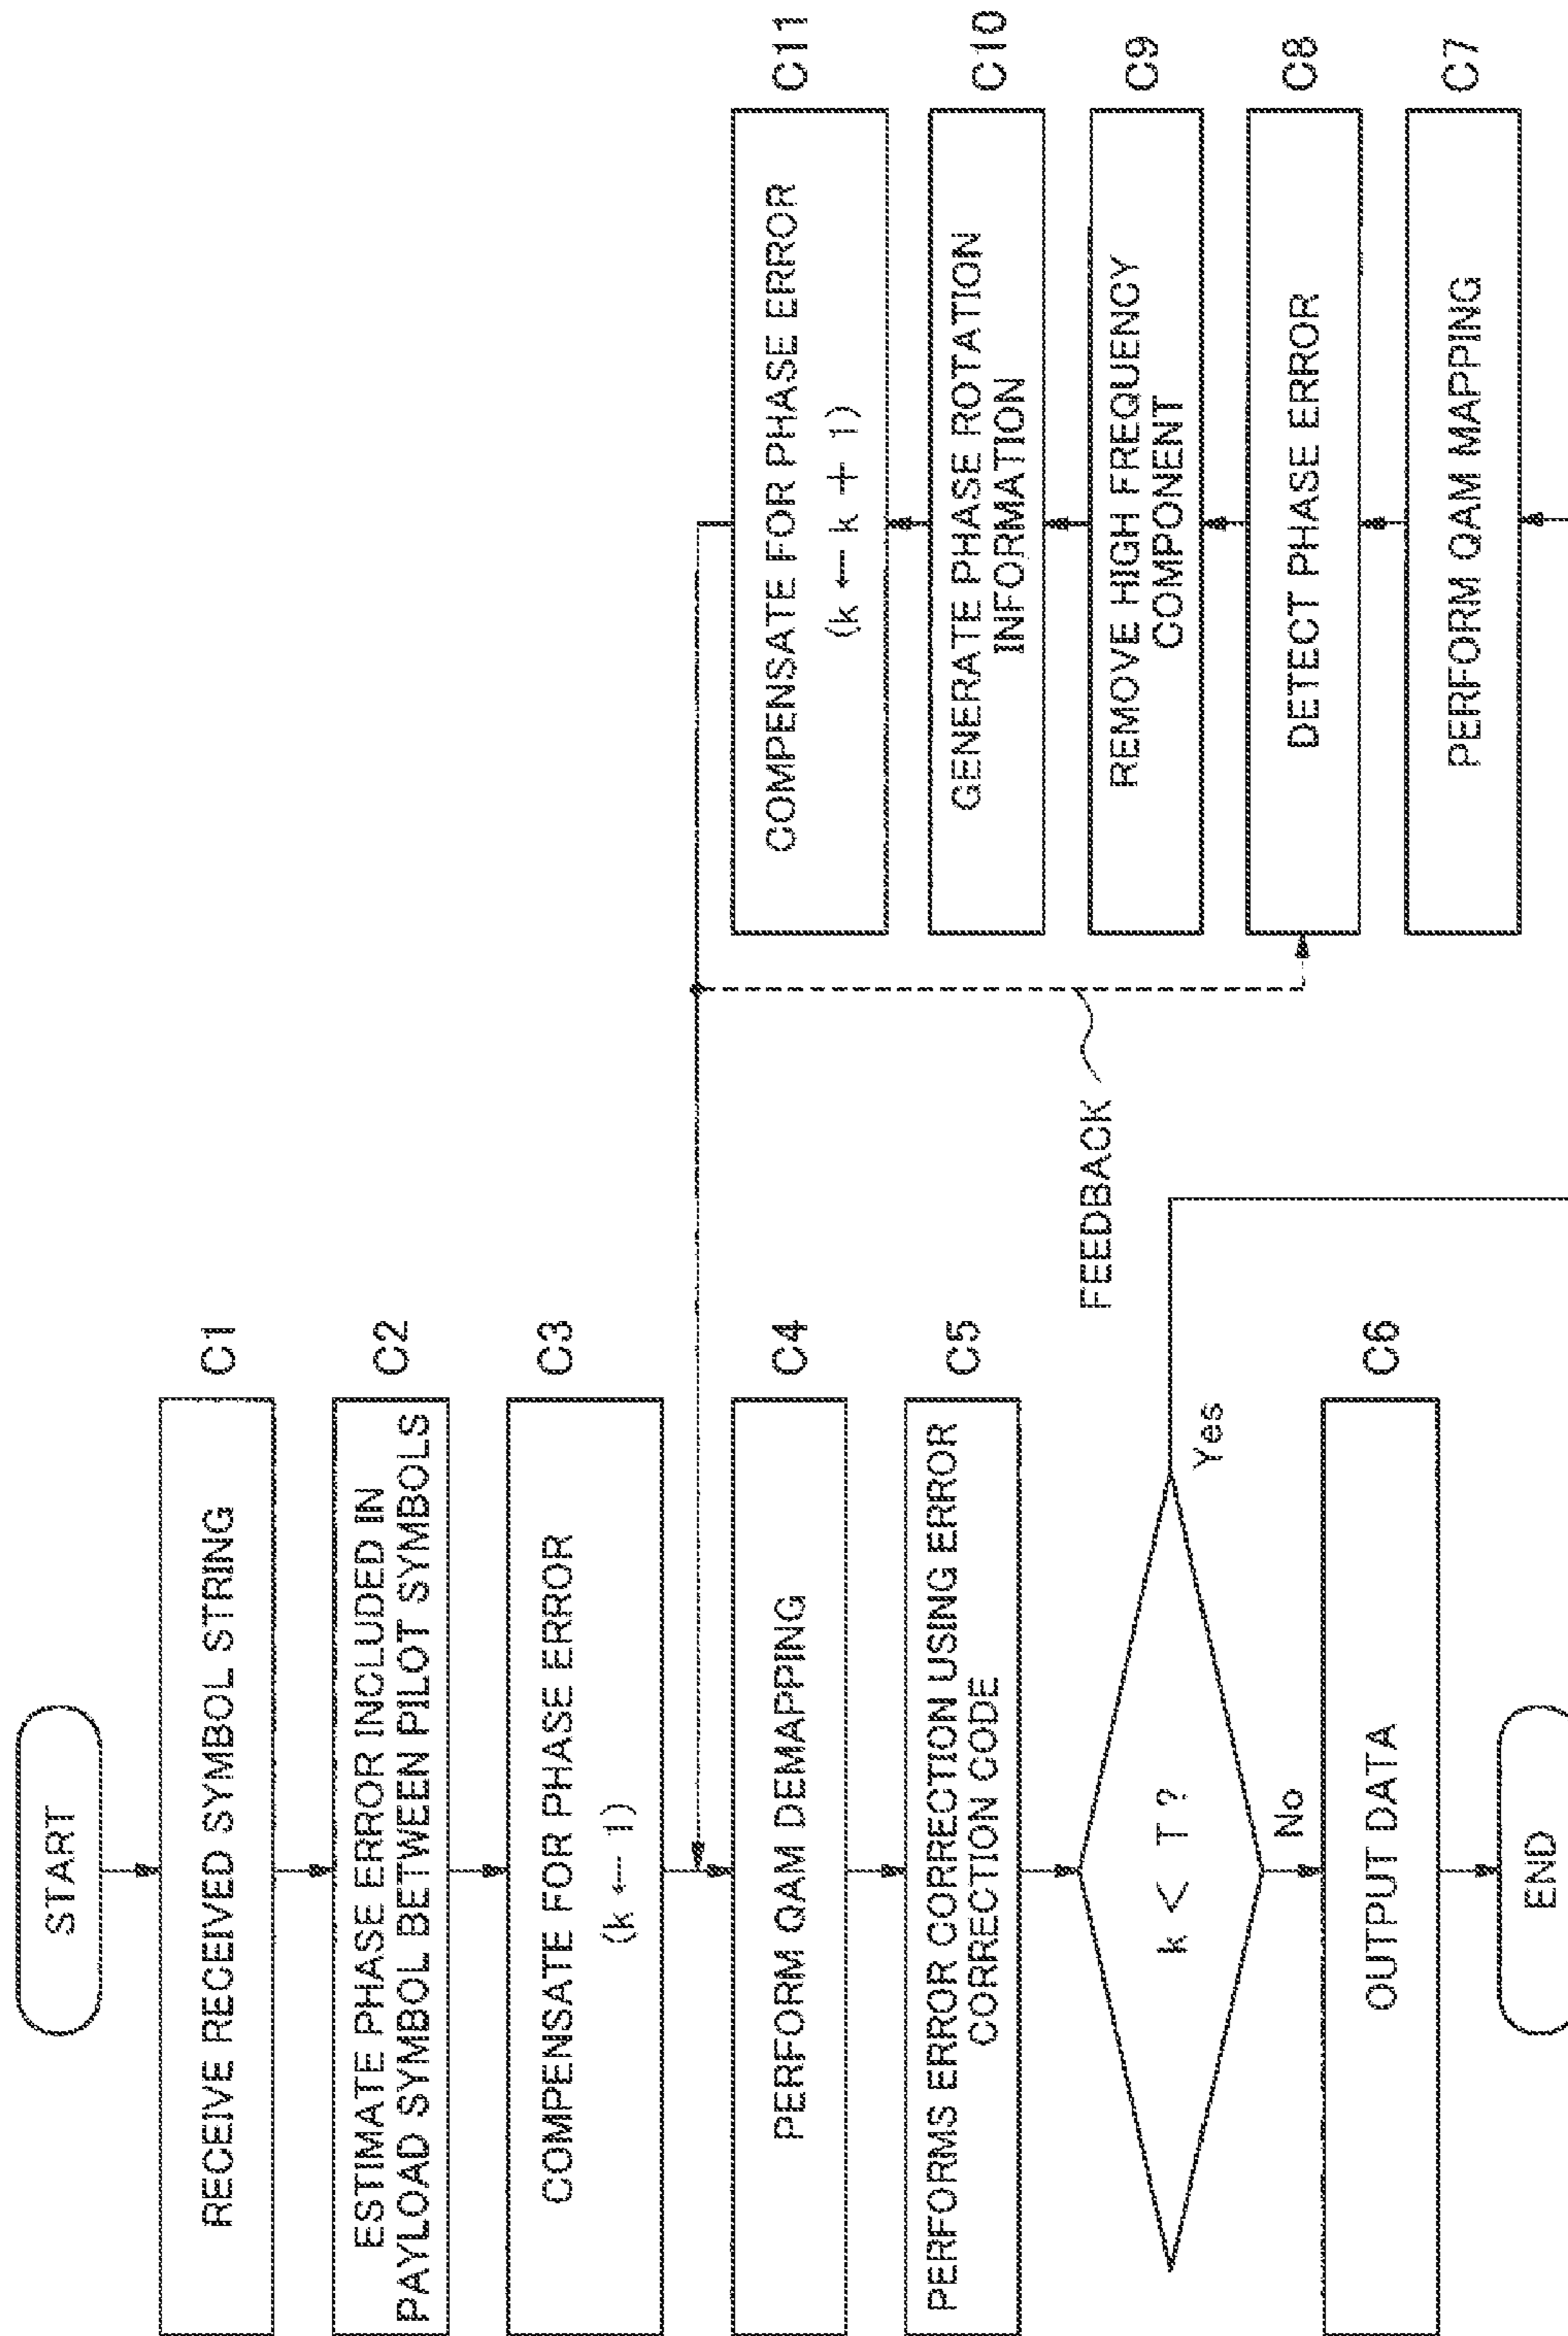 START
RECEIVE RECEIVED SYMBOL STRING
C1
ESTIMATE PHASE ERROR INCLUDED IN
PAYLOAD SYMBOL BETWEEN PILOT SYMBOLS
C2
COMPENSATE FOR PHASE ERROR
(k ← 1)
C3
PERFORM QAM DEMAPPING
C4
PERFORMS ERROR CORRECTION USING ERROR
CORRECTION CODE
C5
k < T?
Yes
No
OUTPUT DATA
C6
END
FEEDBACK
COMPENSATE FOR PHASE ERROR
(k ← k + 1)
C11
GENERATE PHASE ROTATION
INFORMATION
C10
REMOVE HIGH FREQUENCY
COMPONENT
C9
DETECT PHASE ERROR
C8
PERFORM QAM MAPPING
C7